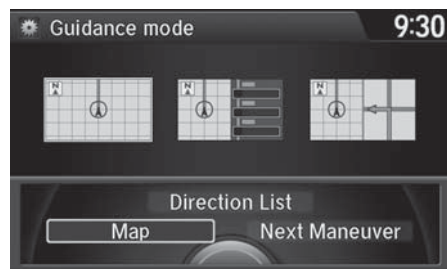 Guidance mode
9:30
N
N
N
Direction List
Map
Next Maneuver